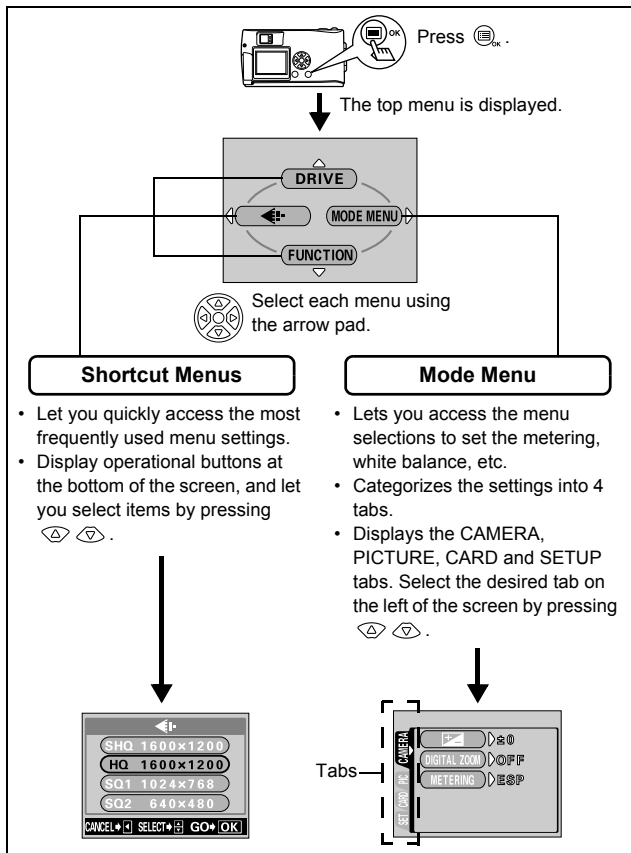 OK
Press OK .
The top menu is displayed.
DRIVE
MODE MENU
FUNCTION
Select each menu using
the arrow pad.
Shortcut Menus
• Let you quickly access the most
frequently used menu settings.
• Display operational buttons at
the bottom of the screen, and let
you select items by pressing
.
Mode Menu
• Lets you access the menu
selections to set the metering,
white balance, etc.
• Categorizes the settings into 4
tabs.
• Displays the CAMERA,
PICTURE, CARD and SETUP
tabs. Select the desired tab on
the left of the screen by pressing
.
SHQ 1600×1200
HQ 1600×1200
SQ1 1024×768
SQ2 640×480
CANCEL SELECT GO OK
Tabs
CAMERA
PIC
CARD
SET
±0
DIGITAL ZOOM OFF
METERING ESP